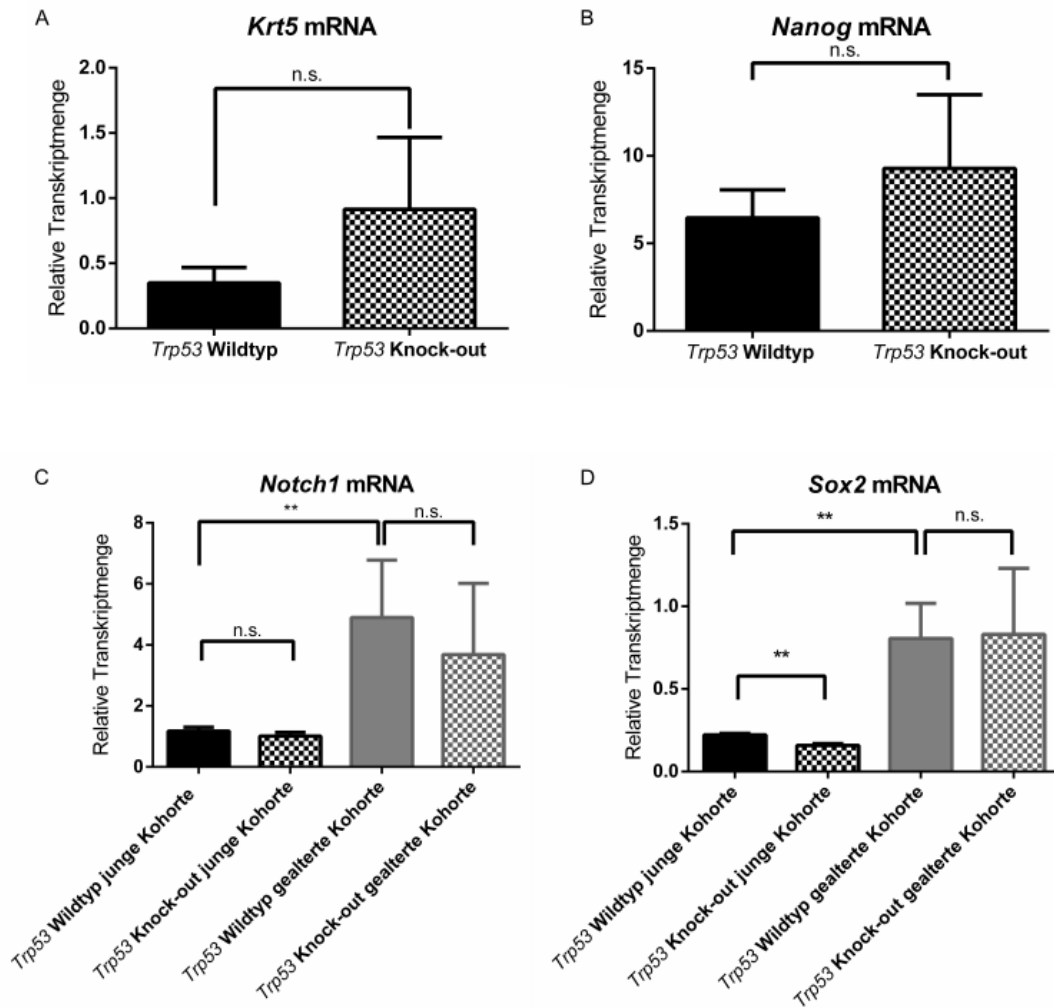 A
Krt5 mRNA
2.0
1.5
1.0
0.5
0.0
Relative Transkriptmenge
n.s.
Trp53 Wildtyp
Trp53 Knock-out
B
Nanog mRNA
15
10
5
0
Relative Transkriptmenge
n.s.
Trp53 Wildtyp
Trp53 Knock-out
C
Notch1 mRNA
8
6
4
2
0
Relative Transkriptmenge
**
n.s.
n.s.
Trp53 Wildtyp junge Kohorte
Trp53 Knock-out junge Kohorte
Trp53 Wildtyp gealterte Kohorte
Trp53 Knock-out gealterte Kohorte
D
Sox2 mRNA
1.5
1.0
0.5
0.0
Relative Transkriptmenge
**
n.s.
**
Trp53 Wildtyp junge Kohorte
Trp53 Knock-out junge Kohorte
Trp53 Wildtyp gealterte Kohorte
Trp53 Knock-out gealterte Kohorte